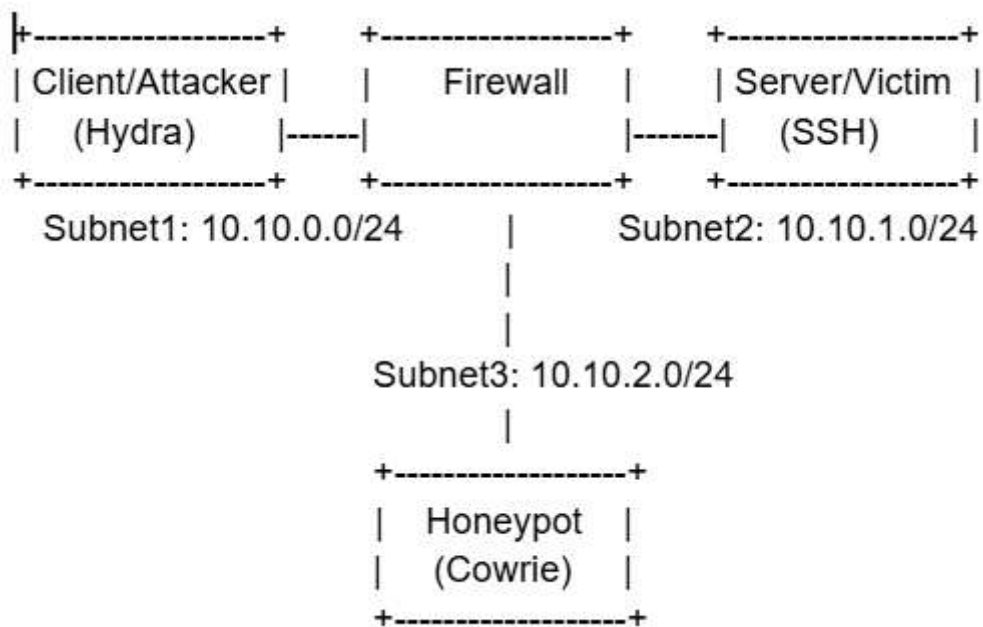 +-------------------+ +-------------------+ +-------------------+
| Client/Attacker | | Firewall | | Server/Victim |
| (Hydra) |------| |-------| (SSH) |
+-------------------+ +-------------------+ +-------------------+
Subnet1: 10.10.0.0/24 | Subnet2: 10.10.1.0/24
|
|
Subnet3: 10.10.2.0/24
|
+--------------------+
| Honeypot |
| (Cowrie) |
+--------------------+